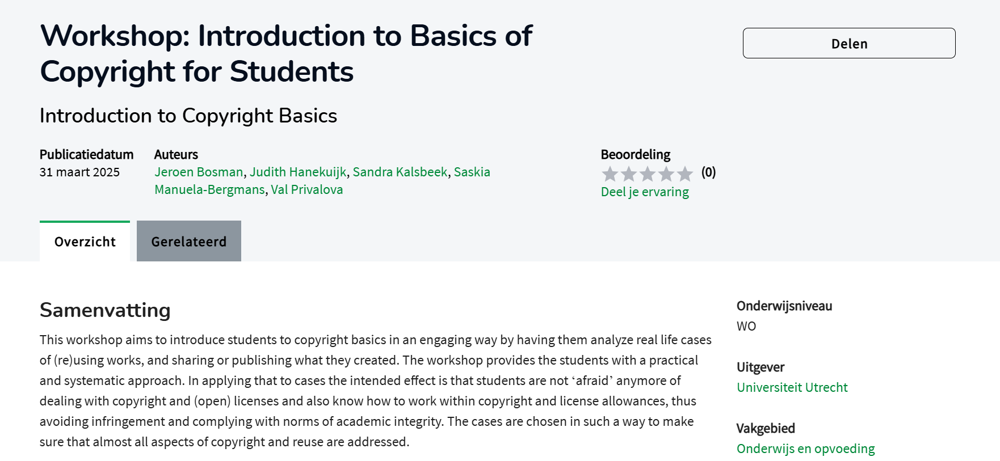 Workshop: Introduction to Basics of
Copyright for Students
Delen
Introduction to Copyright Basics
Publicatiedatum
31 maart 2025
Auteurs
Jeroen Bosman, Judith Hanekuijk, Sandra Kalsbeek, Saskia
Manuela-Bergmans, Val Privalova
Beoordeling
(0)
Deel je ervaring
Overzicht
Gerelateerd
Samenvatting
This workshop aims to introduce students to copyright basics in an engaging way by having them analyze real life cases
of (re)using works, and sharing or publishing what they created. The workshop provides the students with a practical
and systematic approach. In applying that to cases the intended effect is that students are not ‘afraid’ anymore of
dealing with copyright and (open) licenses and also know how to work within copyright and license allowances, thus
avoiding infringement and complying with norms of academic integrity. The cases are chosen in such a way to make
sure that almost all aspects of copyright and reuse are addressed.
Onderwijsniveau
WO
Uitgever
Universiteit Utrecht
Vakgebied
Onderwijs en opvoeding